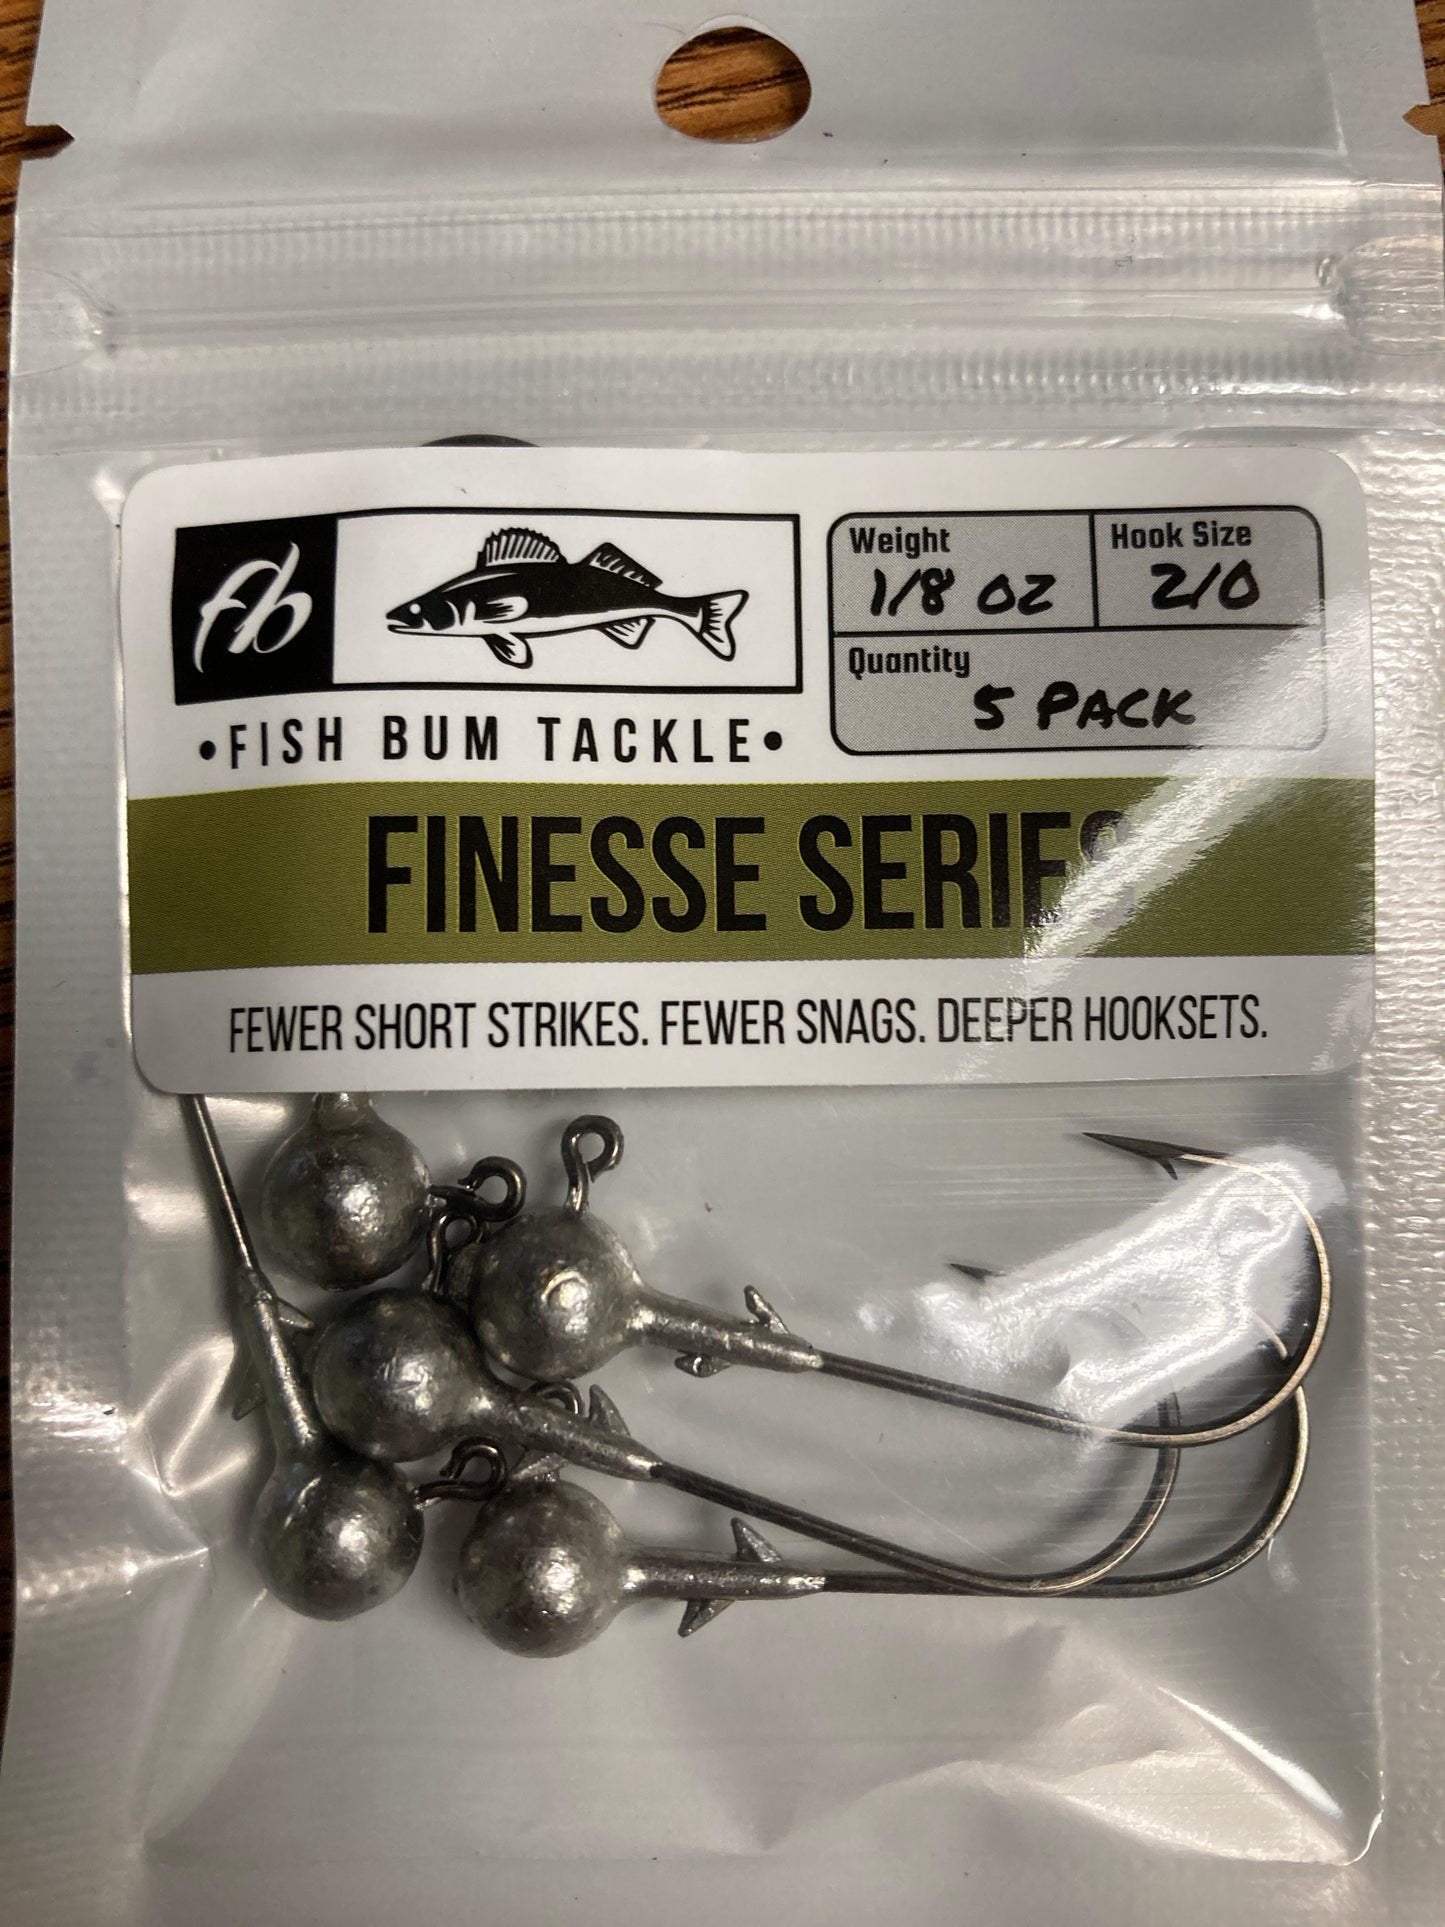 fb
•FISH BUM TACKLE•
Weight
1/8 oz
Hook Size
2/0
Quantity
5 PACK
FINESSE SERIES
FEWER SHORT STRIKES. FEWER SNAGS. DEEPER HOOKSETS.